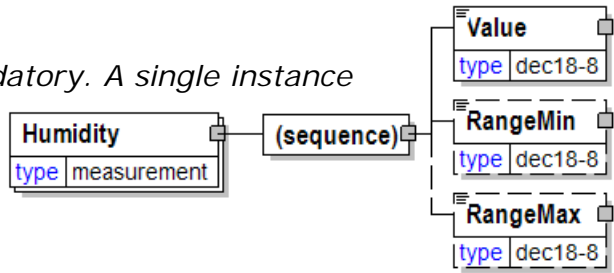 Value
type dec18-8
datory. A single instance
RangeMin
type dec18-8
Humidity
type measurement
(sequence)
RangeMax
type dec18-8